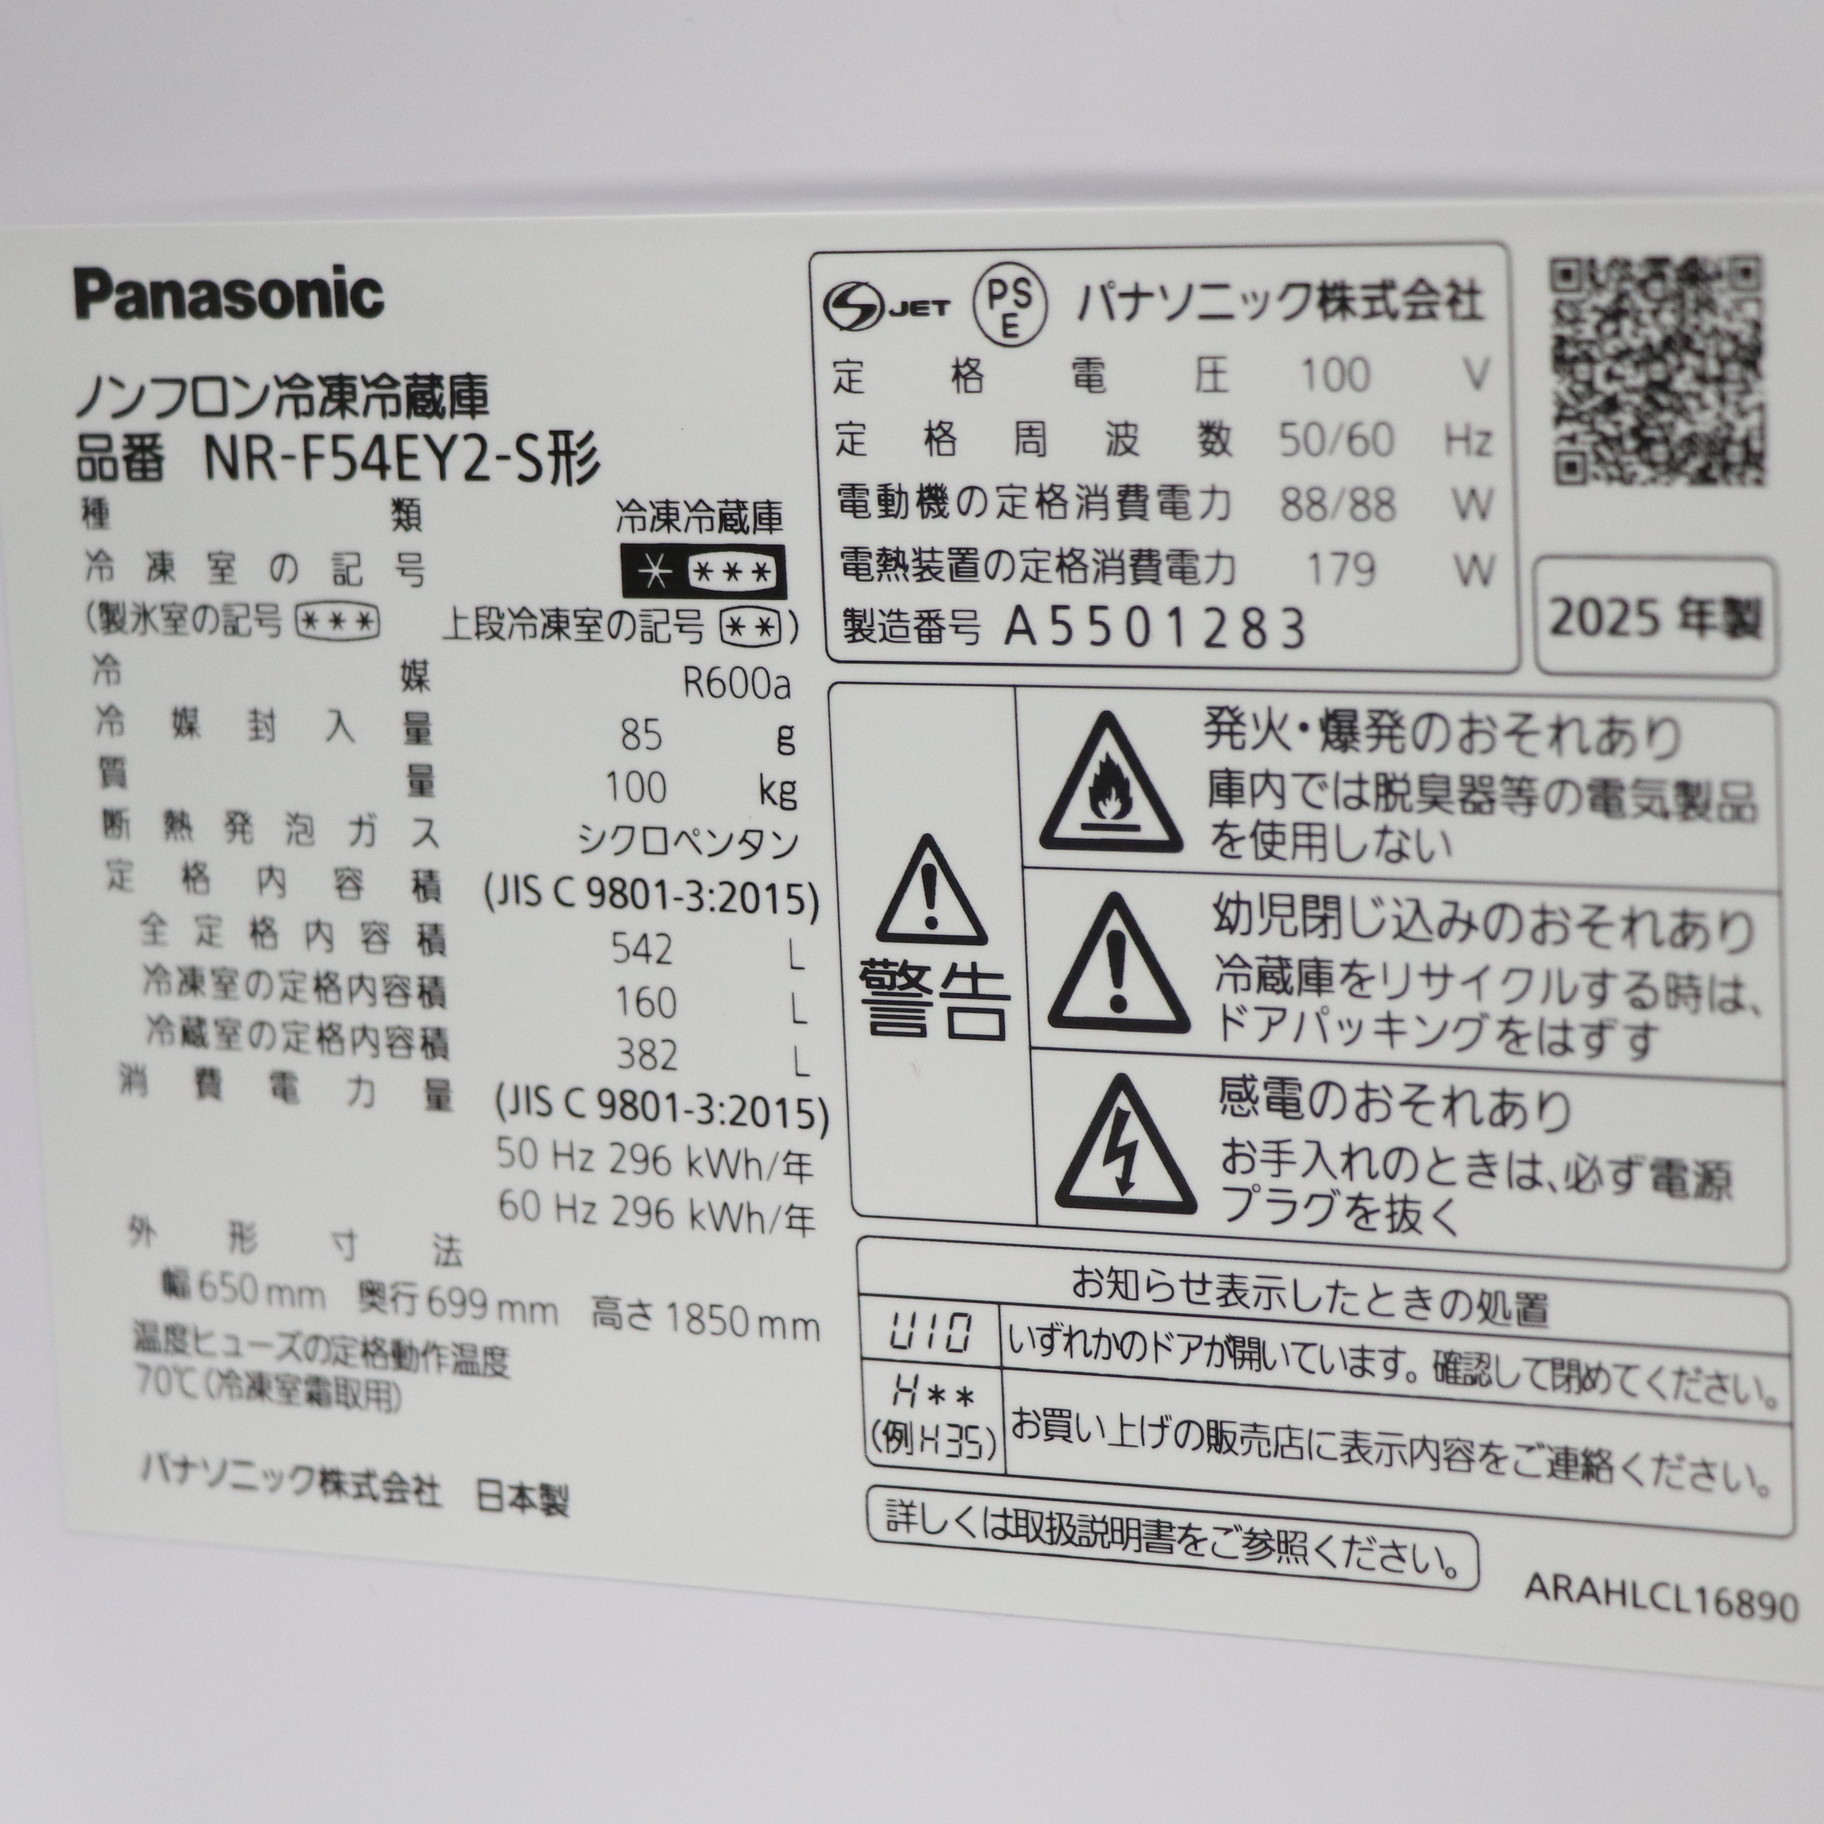 Panasonic
ノンフロン冷凍冷蔵庫
品番 NR-F54EY2-S形
種類 冷凍冷蔵庫
冷凍室の記号 * ***
(製氷室の記号 *** 上段冷凍室の記号 **)
冷媒 R600a
冷媒封入量 85 g
質量 100 kg
断熱発泡ガス シクロペンタン
定格内容積 (JIS C 9801-3:2015)
全定格内容積 542 L
冷凍室の定格内容積 160 L
冷蔵室の定格内容積 382 L
消費電力量 (JIS C 9801-3:2015)
50 Hz 296 kWh/年
60 Hz 296 kWh/年
外形寸法
幅 650 mm 奥行 699 mm 高さ 1850 mm
温度ヒューズの定格動作温度
70℃(冷凍室霜取用)
パナソニック株式会社 日本製
S JET PSE パナソニック株式会社
定格電圧 100 V
定格周波数 50/60 Hz
電動機の定格消費電力 88/88 W
電熱装置の定格消費電力 179 W
製造番号 A5501283
2025 年製
警告
発火・爆発のおそれあり
庫内では脱臭器等の電気製品
を使用しない
幼児閉じ込みのおそれあり
冷蔵庫をリサイクルする時は、
ドアパッキングをはずす
感電のおそれあり
お手入れのときは、必ず電源
プラグを抜く
お知らせ表示したときの処置
U10 いずれかのドアが開いています。確認して閉めてください。
H**
(例H35) お買い上げの販売店に表示内容をご連絡ください。
詳しくは取扱説明書をご参照ください。
ARAHLCL16890